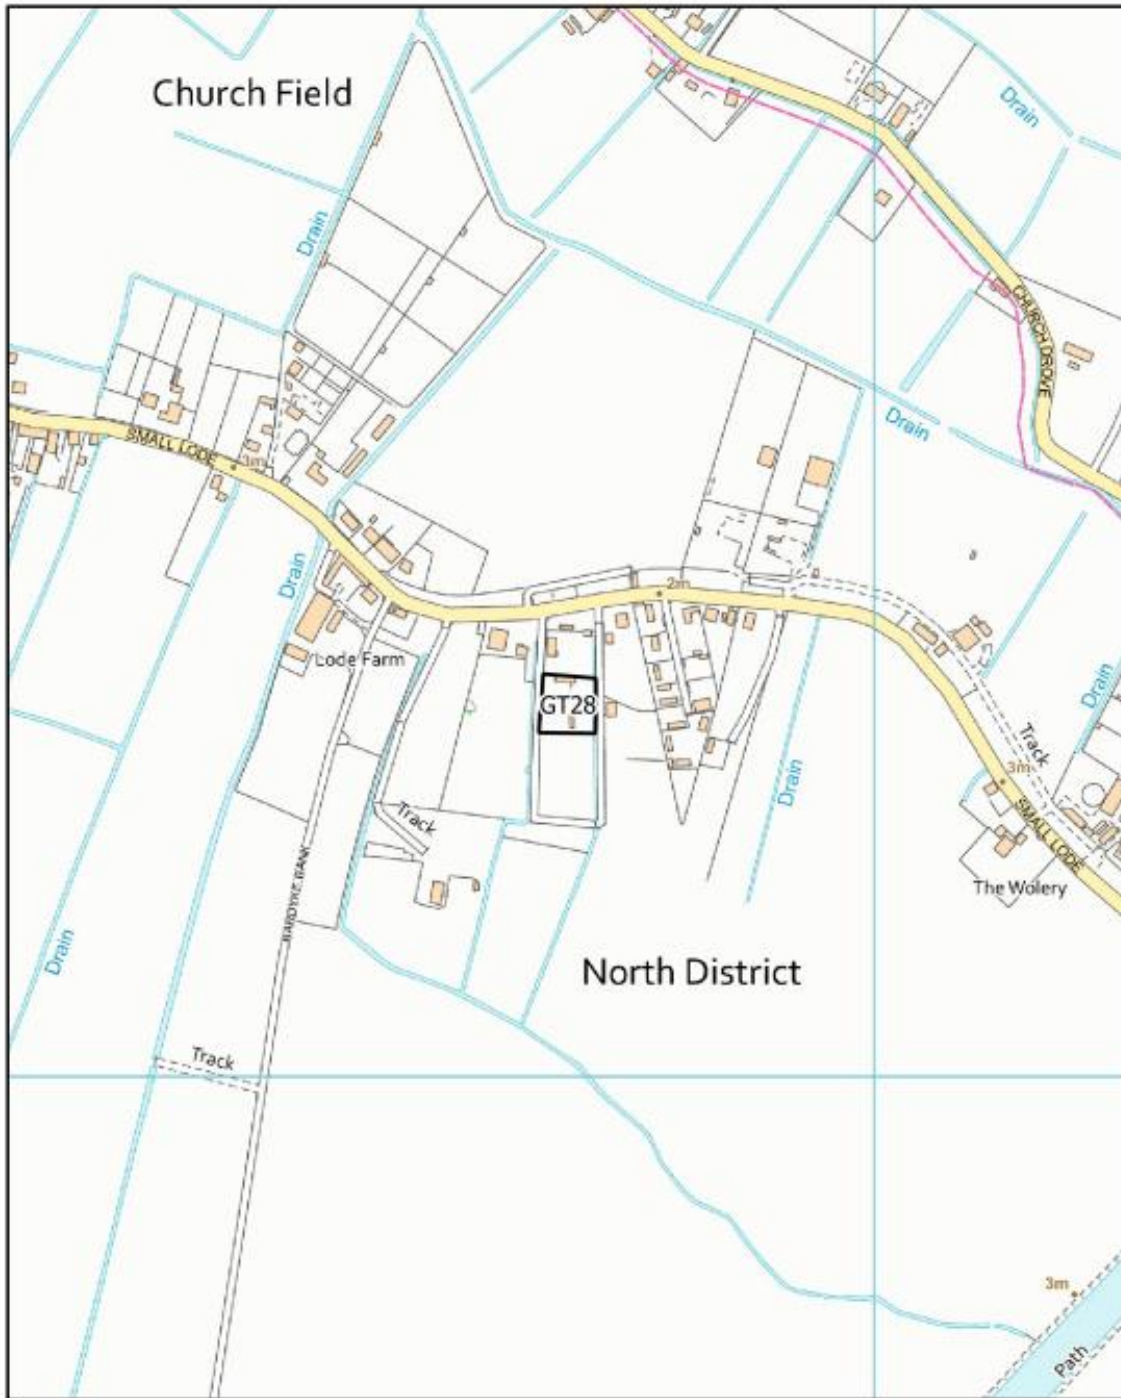 Church Field
Drain
Drain
CHURCH DROVE
SMALL LODE
3m
Drain
Drain
2m
Lode Farm
GT28
Drain
Track
3m
SMALL LODE
Drain
Track
The Wolery
BARDYKE BANK
Drain
North District
Track
3m
Path